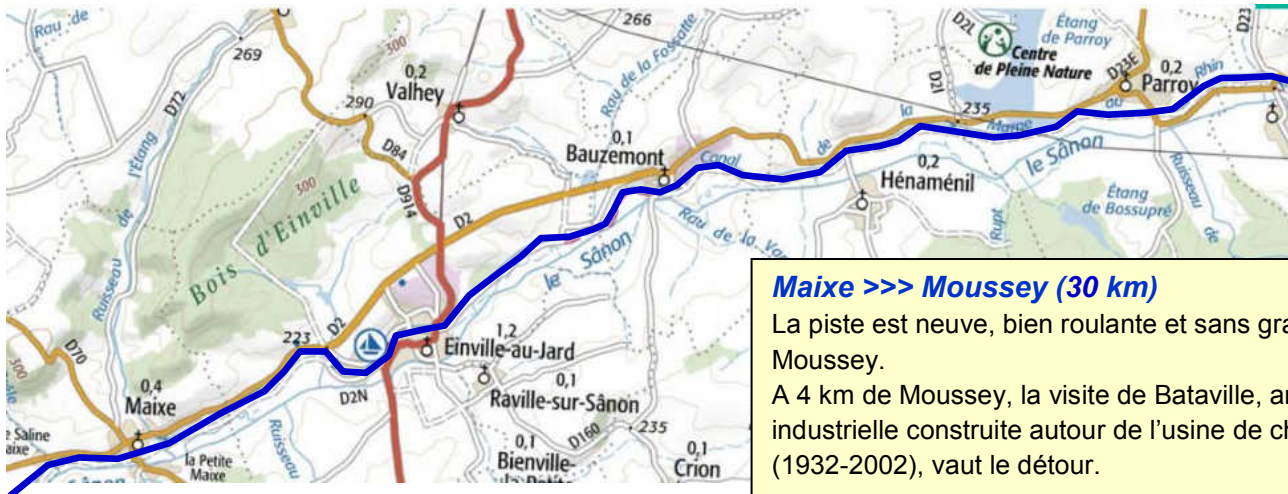 Rau de
266
D2L
Étang
de Parroy
D23
269
300
0,2
Valhey
Rau de la Fossatte
Centre
de Pleine Nature
D23E
0,2
Parroy
Rhin
D72
290
D21
235
au
la
de
Marne
l'Étang
de
Ruisseau
D84
300
D914
0,1
Bauzemont
Canal
0,2
Hénaménil
le Sânon
Bois d'Einville
D2
Rau de la
Rupt
Étang
de Bossupré
Ruisseau
de
le Sânon
D70
223
D2
0,4
Maixe
D2N
1,2
Einville-au-Jard
0,1
Raville-sur-Sânon
Saline
la Petite
Maixe
Ruisseau
D160
235
0,1
Bienville-
0,1
Crion
Maixe >>> Moussey (30 km)
La piste est neuve, bien roulante et sans
Moussey.
A 4 km de Moussey, la visite de Bataville,
industrielle construite autour de l'usine de
(1932-2002), vaut le détour.